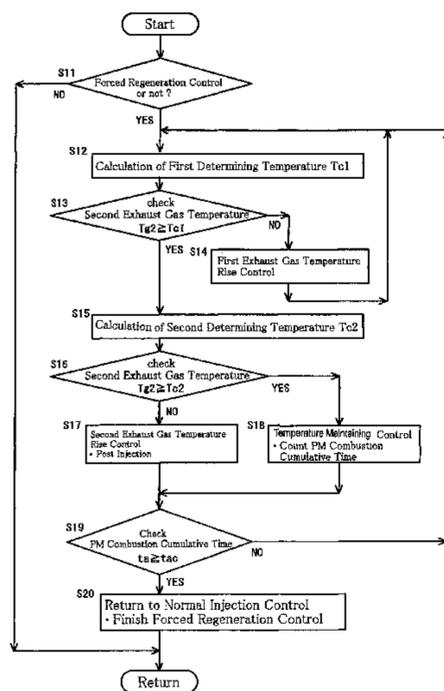 Start
S11
Forced Regeneration Control
or not ?
NO
YES
S12
Calculation of First Determining Temperature Tc1
S13
check
Second Exhaust Gas Temperature
Tg2≧Tc1
NO
YES
S14
First Exhaust Gas Temperature
Rise Control
S15
Calculation of Second Determining Temperature Tc2
S16
check
Second Exhaust Gas Temperature
Tg2≧Tc2
YES
NO
S17
Second Exhaust Gas Temperature
Rise Control
• Post Injection
S18
Temperature Maintaining Control
• Count PM Combustion
Cumulative Time
S19
Check
PM Combustion Cumulative Time
ta≧tac
NO
YES
S20
Return to Normal Injection Control
• Finish Forced Regeneration Control
Return